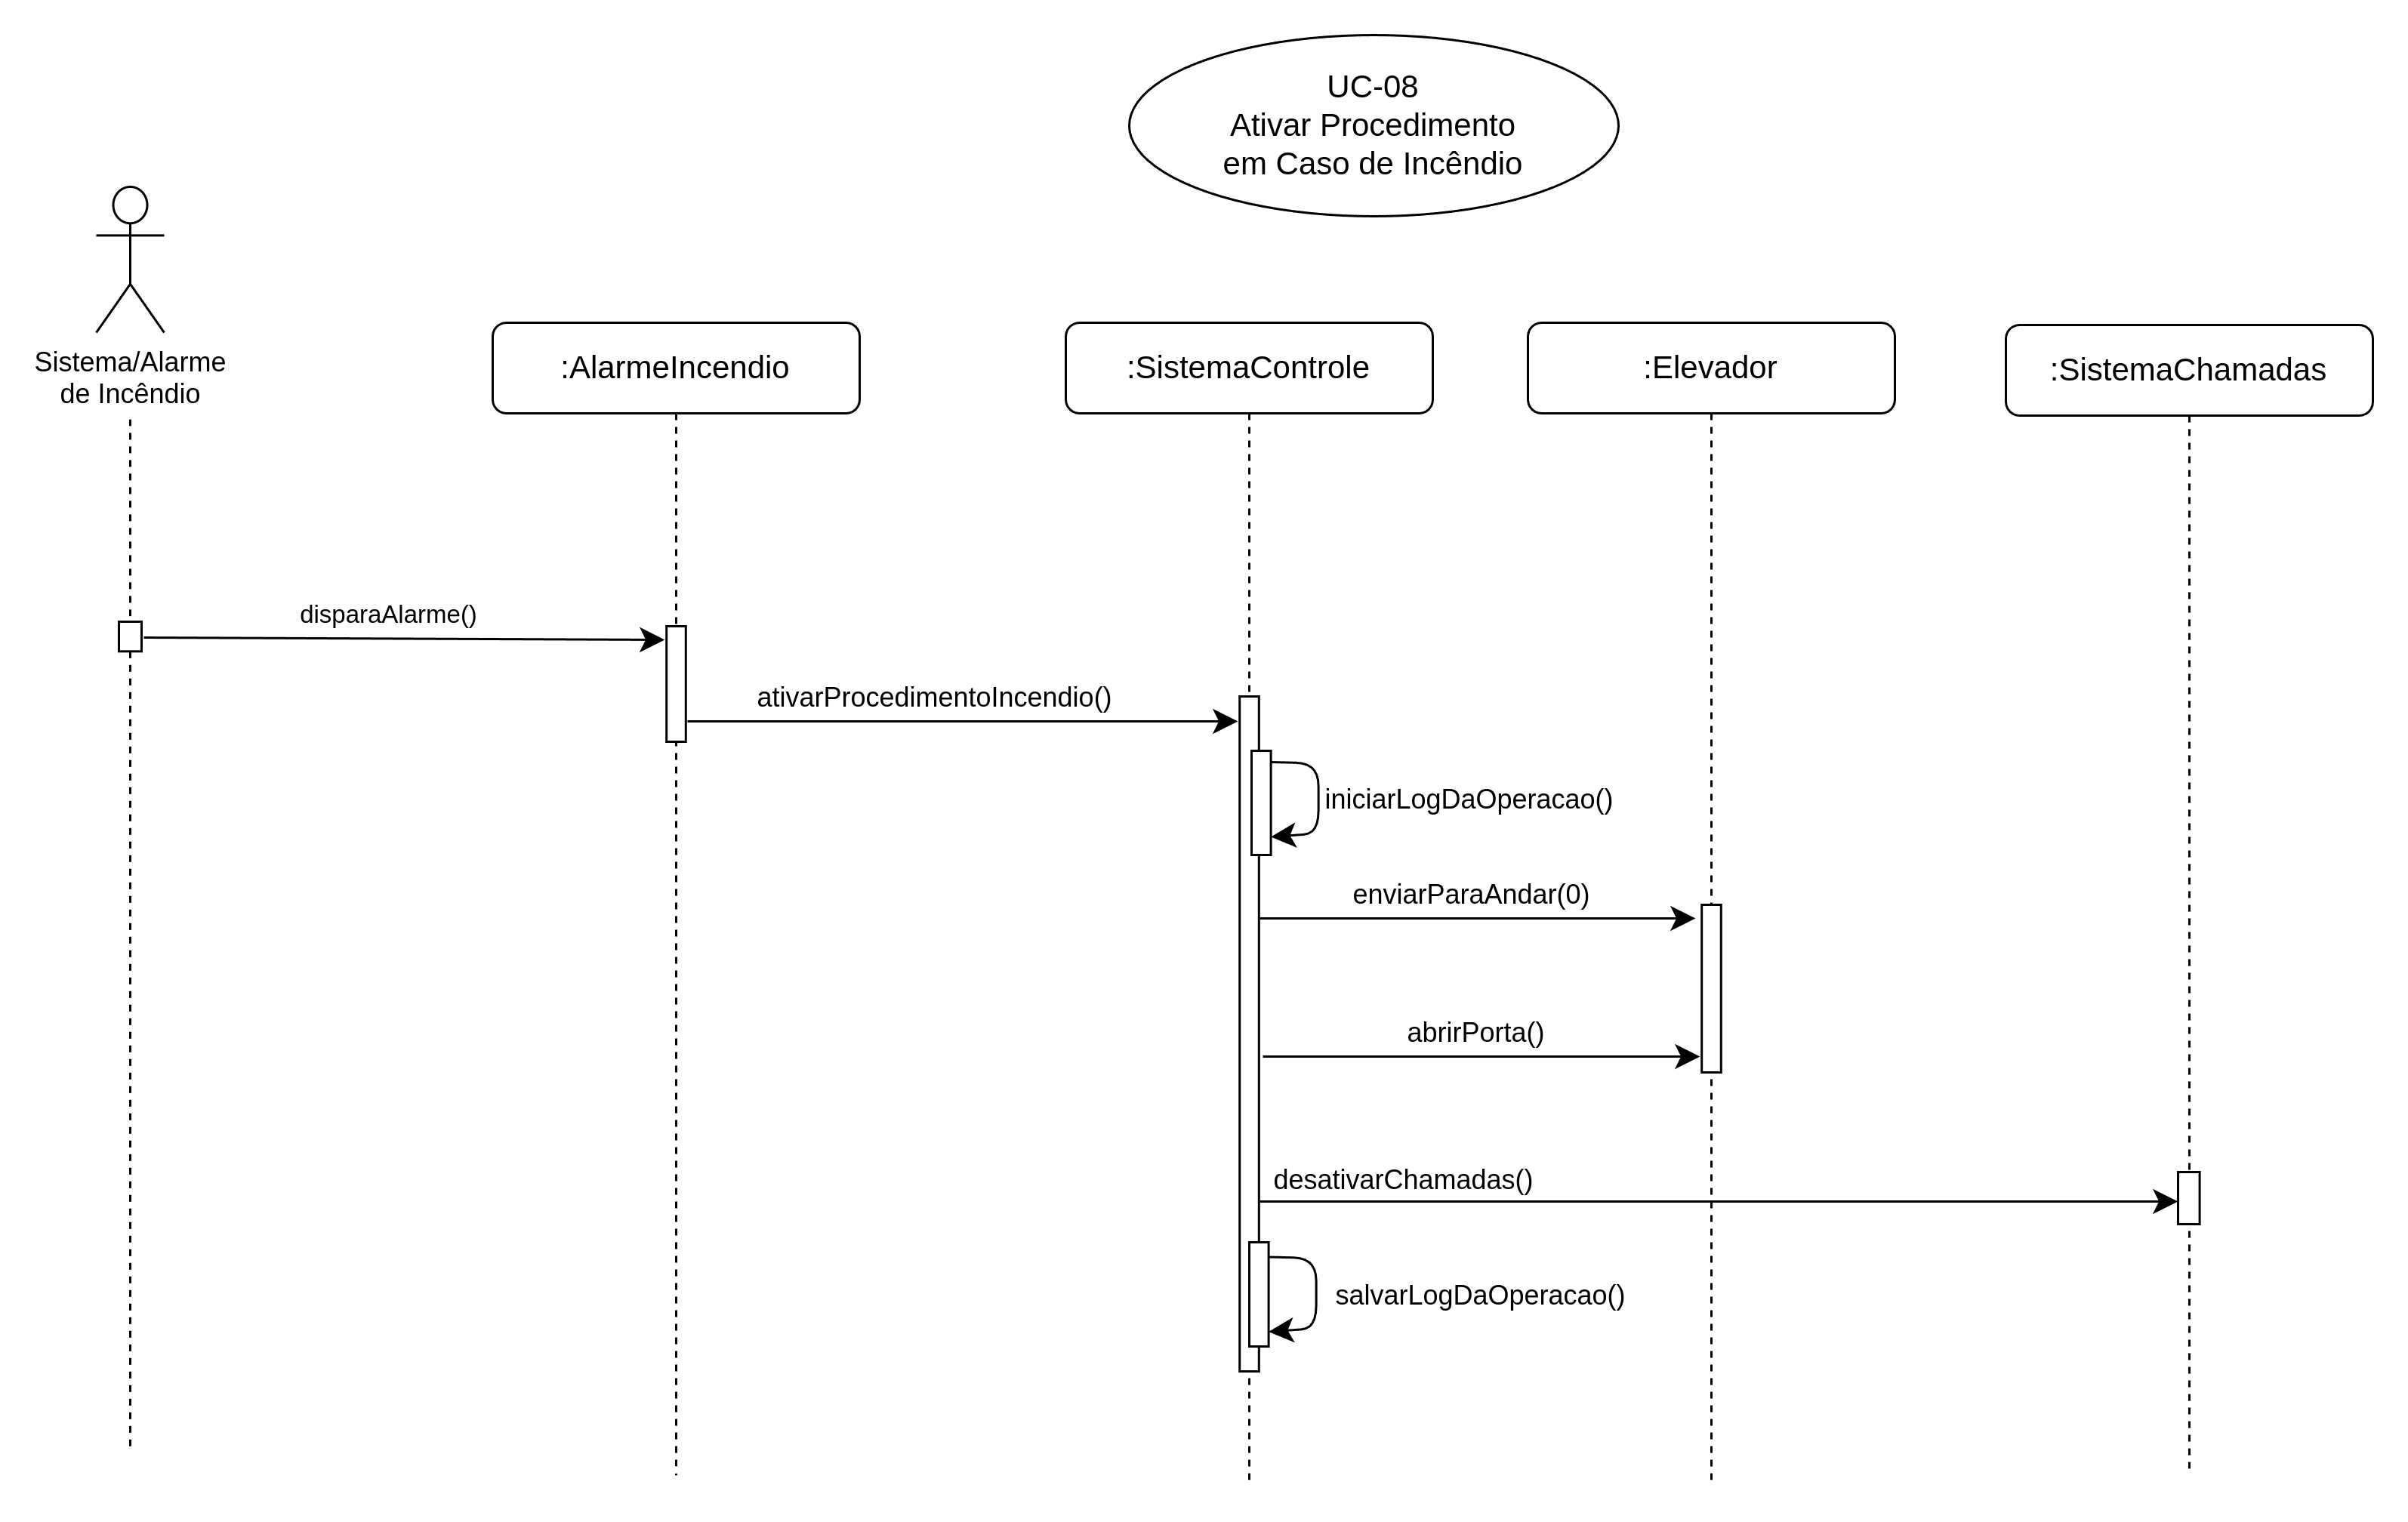 UC-08
Ativar Procedimento
em Caso de Incêndio
Sistema/Alarme
de Incêndio
:AlarmeIncendio
:SistemaControle
:Elevador
:SistemaChamadas
disparaAlarme()
ativarProcedimentoIncendio()
iniciarLogDaOperacao()
enviarParaAndar(0)
abrirPorta()
desativarChamadas()
salvarLogDaOperacao()